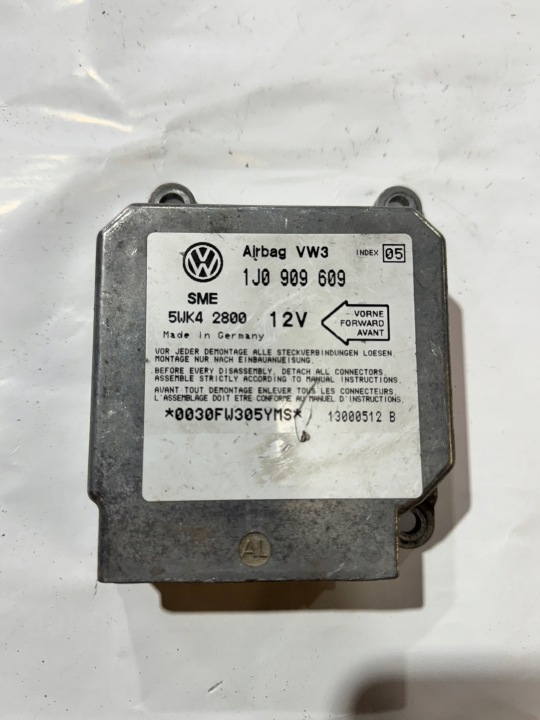 Airbag VW3 INDEX 05
1J0 909 609
SME
5WK4 2800 12V
VORNE
FORWARD
AVANT
Made in Germany
VOR JEDER DEMONTAGE ALLE STECKVERBINDUNGEN LOESEN.
MONTAGE NUR NACH EINBAUANWEISUNG.
BEFORE EVERY DISASSEMBLY, DETACH ALL CONNECTORS.
ASSEMBLE STRICTLY ACCORDING TO MANUAL INSTRUCTIONS.
AVANT TOUT DEMONTAGE ENLEVER TOUS LES CONNECTEURS.
L'ASSEMBLAGE DOIT ETRE CONFORME AU MANUEL D'INSTRUCTIONS.
*0030FW305YMS* 13000512 B
AL